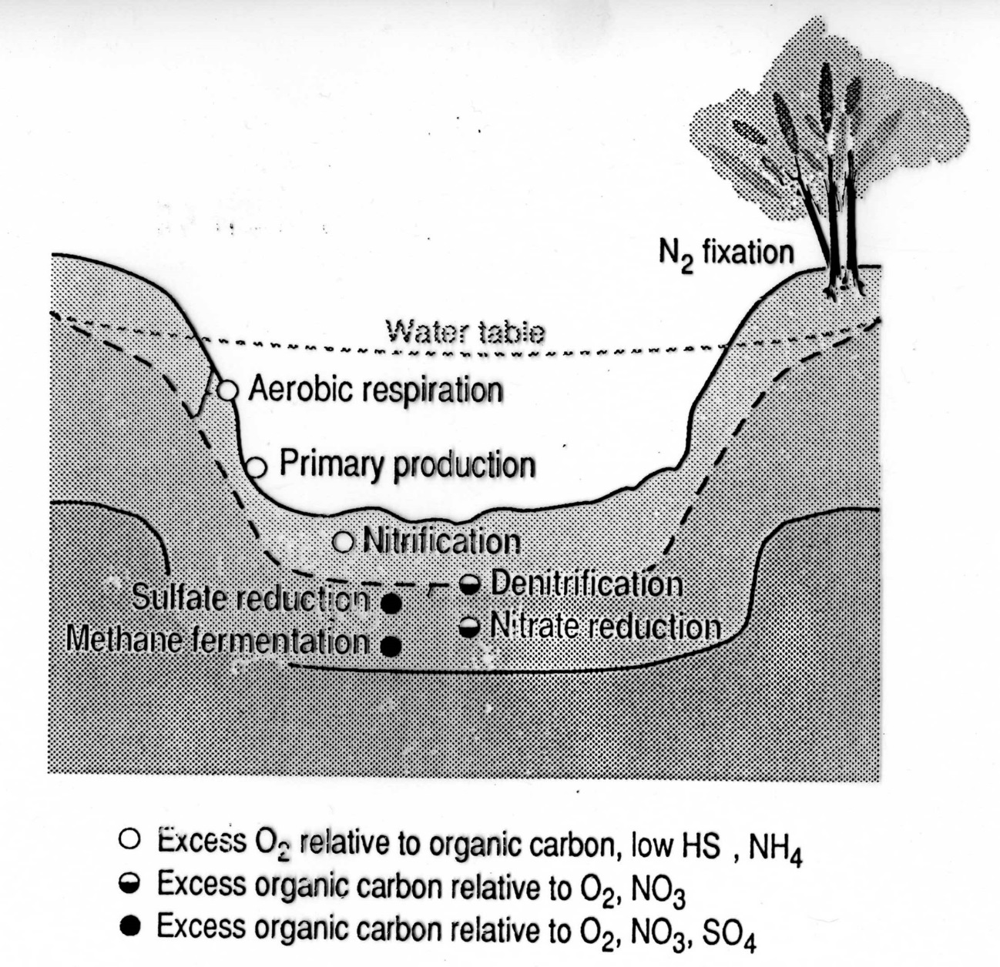 N2 fixation
Water table
Aerobic respiration
Primary production
Nitrification
Denitrification
Sulfate reduction
Nitrate reduction
Methane fermentation
Excess O2 relative to organic carbon, low HS , NH4
Excess organic carbon relative to O2, NO3
Excess organic carbon relative to O2, NO3, SO4